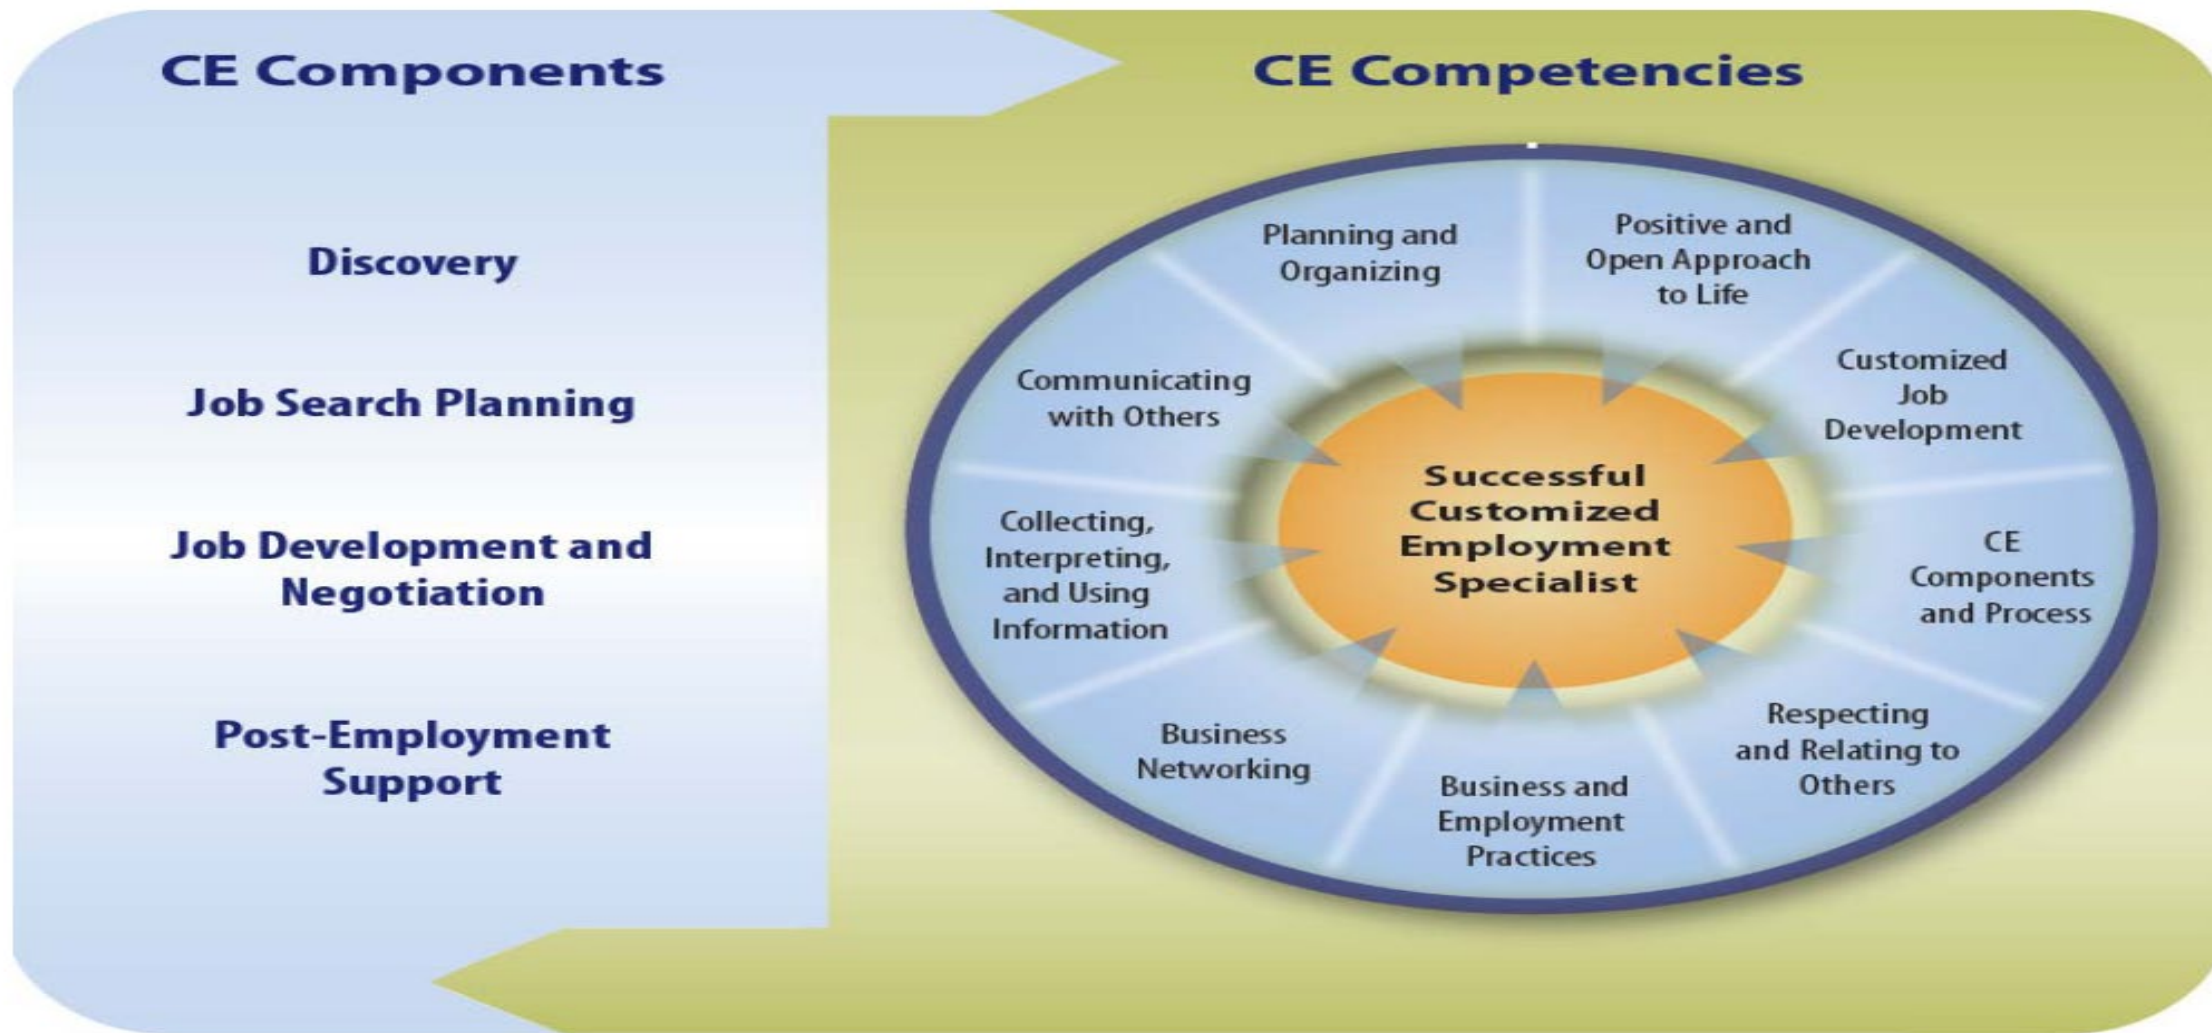 CE Components
Discovery
Job Search Planning
Job Development and
Negotiation
Post-Employment
Support
CE Competencies
Positive and
Open Approach
to Life
Customized
Job
Development
CE
Components
and Process
Respecting
and Relating to
Others
Business and
Employment
Practices
Business
Networking
Collecting,
Interpreting,
and Using
Information
Communicating
with Others
Planning and
Organizing
Successful
Customized
Employment
Specialist